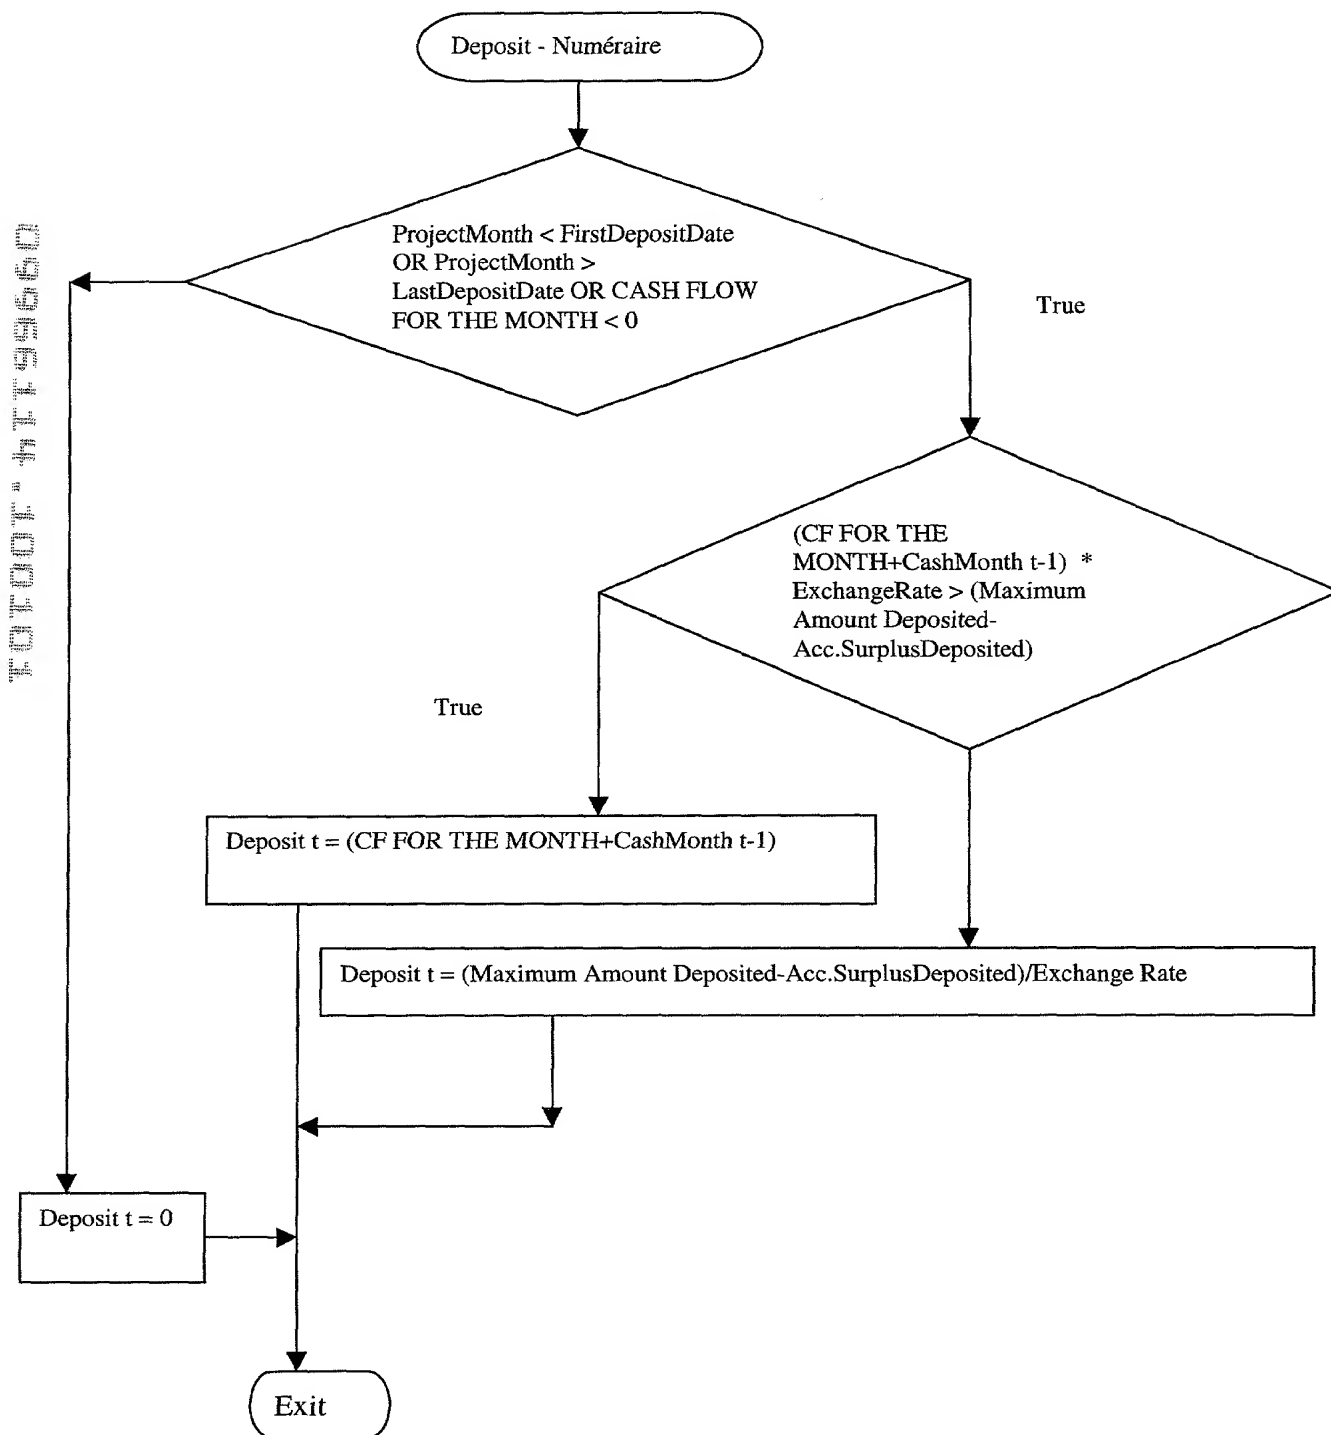 Deposit - Numéraire
ProjectMonth < FirstDepositDate
OR ProjectMonth >
LastDepositDate OR CASH FLOW
FOR THE MONTH < 0
True
(CF FOR THE
MONTH+CashMonth t-1) *
ExchangeRate > (Maximum
Amount Deposited-
Acc.SurplusDeposited)
True
Deposit t = (CF FOR THE MONTH+CashMonth t-1)
Deposit t = (Maximum Amount Deposited-Acc.SurplusDeposited)/Exchange Rate
Deposit t = 0
Exit